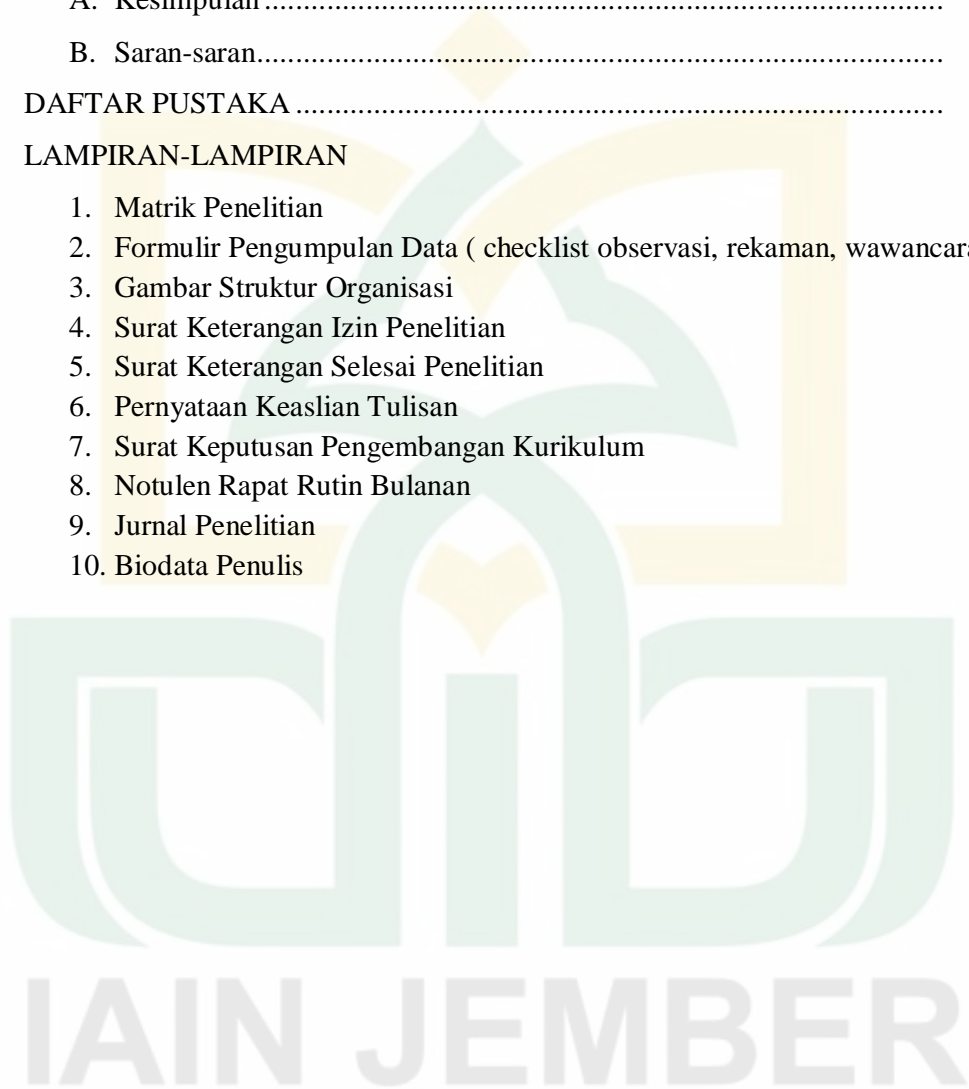 A. Kesimpulan.......................................................................................
B. Saran-saran........................................................................................
DAFTAR PUSTAKA...................................................................................
LAMPIRAN-LAMPIRAN
1. Matrik Penelitian
2. Formulir Pengumpulan Data ( checklist observasi, rekaman, wawancara
3. Gambar Struktur Organisasi
4. Surat Keterangan Izin Penelitian
5. Surat Keterangan Selesai Penelitian
6. Pernyataan Keaslian Tulisan
7. Surat Keputusan Pengembangan Kurikulum
8. Notulen Rapat Rutin Bulanan
9. Jurnal Penelitian
10. Biodata Penulis
IAIN JEMBER